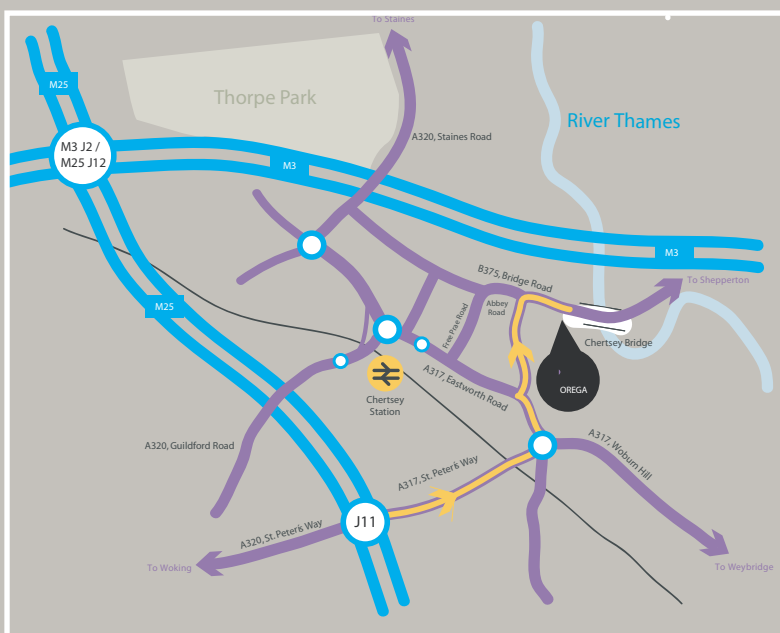 To Staines
M25
Thorpe Park
River Thames
A320, Staines Road
M3 J2 /
M25 J12
M3
M3
B375, Bridge Road
To Shepperton
M25
Abbey
Road
Free Prae Road
Chertsey Bridge
A317, Eastworth Road
OREGA
Chertsey
Station
A320, Guildford Road
A317, Woburn Hill
A317, St. Peter's Way
J11
A320, St. Peter's Way
To Woking
To Weybridge